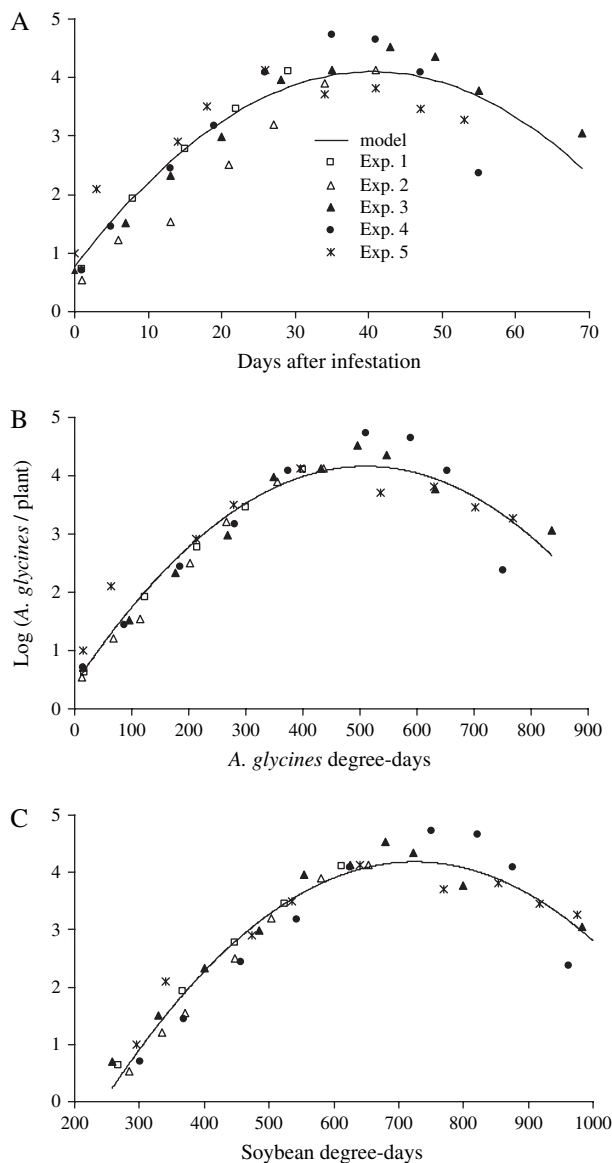 A
5
4
3
2
1
0
model
Exp. 1
Exp. 2
Exp. 3
Exp. 4
Exp. 5
0 10 20 30 40 50 60 70
Days after infestation
B
5
4
3
2
1
0
Log (A. glycines / plant)
0 100 200 300 400 500 600 700 800 900
A. glycines degree-days
C
5
4
3
2
1
0
200 300 400 500 600 700 800 900 1000
Soybean degree-days